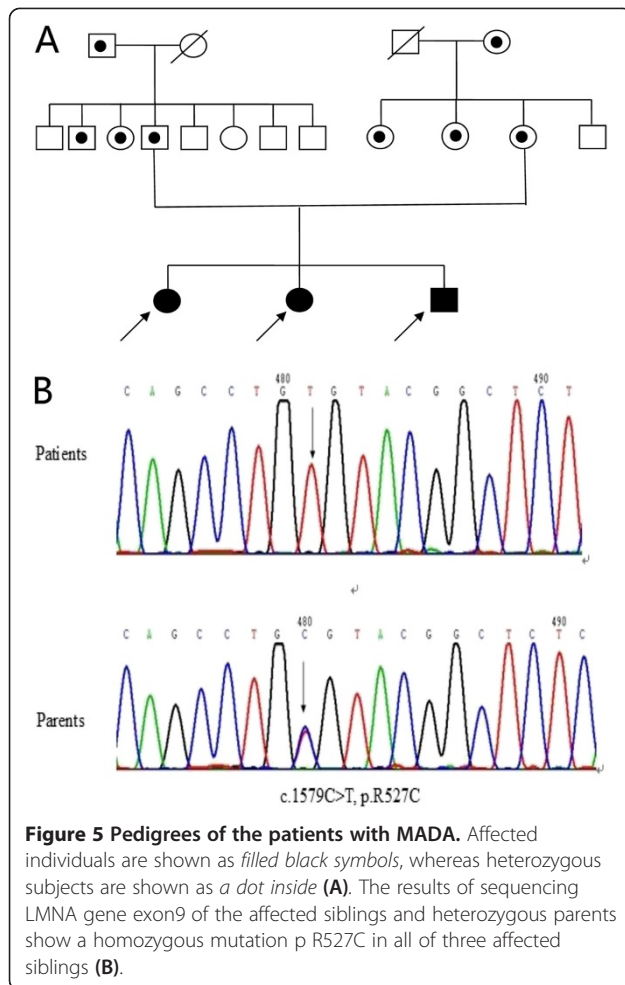 A
B
480 490
C A G C C T G T G T A C G G C T C T
Patients
↵
↵
480 490
C A G C C T G C G T A C G G C T C T C
Parents
↵
c.1579C>T, p.R527C
Figure 5 Pedigrees of the patients with MADA. Affected
individuals are shown as filled black symbols, whereas heterozygous
subjects are shown as a dot inside (A). The results of sequencing
LMNA gene exon9 of the affected siblings and heterozygous parents
show a homozygous mutation p R527C in all of three affected
siblings (B).